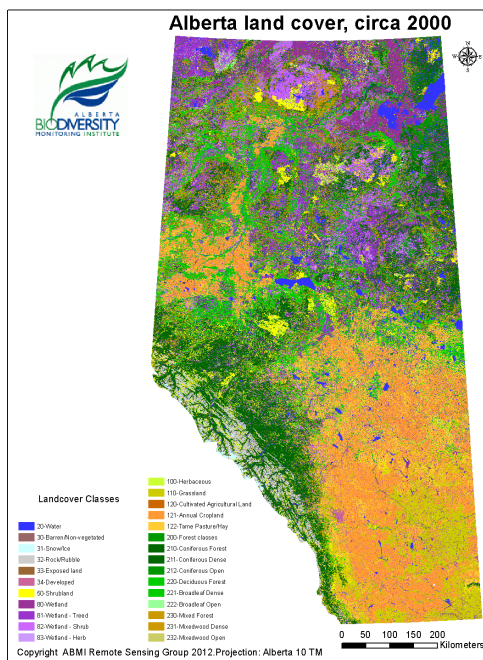 Alberta land cover, circa 2000
N
W E
S
ALBERTA
BIODIVERSITY
MONITORING INSTITUTE
Landcover Classes
20-Water
30-Barren/Non-vegetated
31-Snow/Ice
32-Rock/Rubble
33-Exposed land
34-Developed
50-Shrubland
80-Wetland
81-Wetland - Treed
82-Wetland - Shrub
83-Wetland - Herb
100-Herbaceous
110-Grassland
120-Cultivated Agricultural Land
121-Annual Cropland
122-Tame Pasture/Hay
200-Forest classes
210-Coniferous Forest
211-Coniferous Dense
212-Coniferous Open
220-Deciduous Forest
221-Broadleaf Dense
222-Broadleaf Open
230-Mixed Forest
231-Mixedwood Dense
232-Mixedwood Open
0 50 100 150 200
Kilometers
Copyright ABMI Remote Sensing Group 2012.Projection: Alberta 10 TM